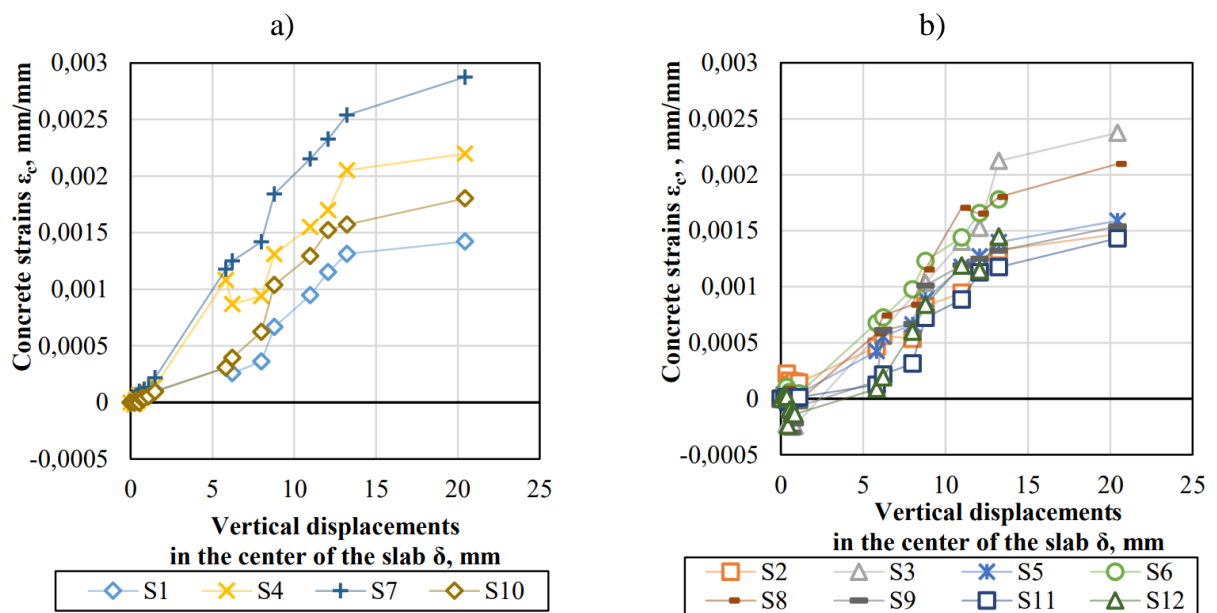 a)
0,003
0,0025
0,002
0,0015
0,001
0,0005
0
-0,0005
Concrete strains εc,, mm/mm
0 5 10 15 20 25
Vertical displacements
in the center of the slab δ, mm
S1 S4 S7 S10
b)
0,003
0,0025
0,002
0,0015
0,001
0,0005
0
-0,0005
Concrete strains εc, , mm/mm
0 5 10 15 20 25
Vertical displacements
in the center of the slab δ, mm
S2 S3 S5 S6
S8 S9 S11 S12